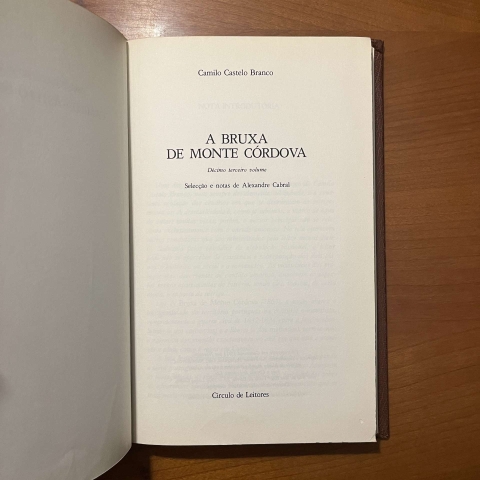 Camilo Castelo Branco
A BRUXA
DE MONTE CÓRDOVA
Décimo terceiro volume
Selecção e notas de Alexandre Cabral
Círculo de Leitores